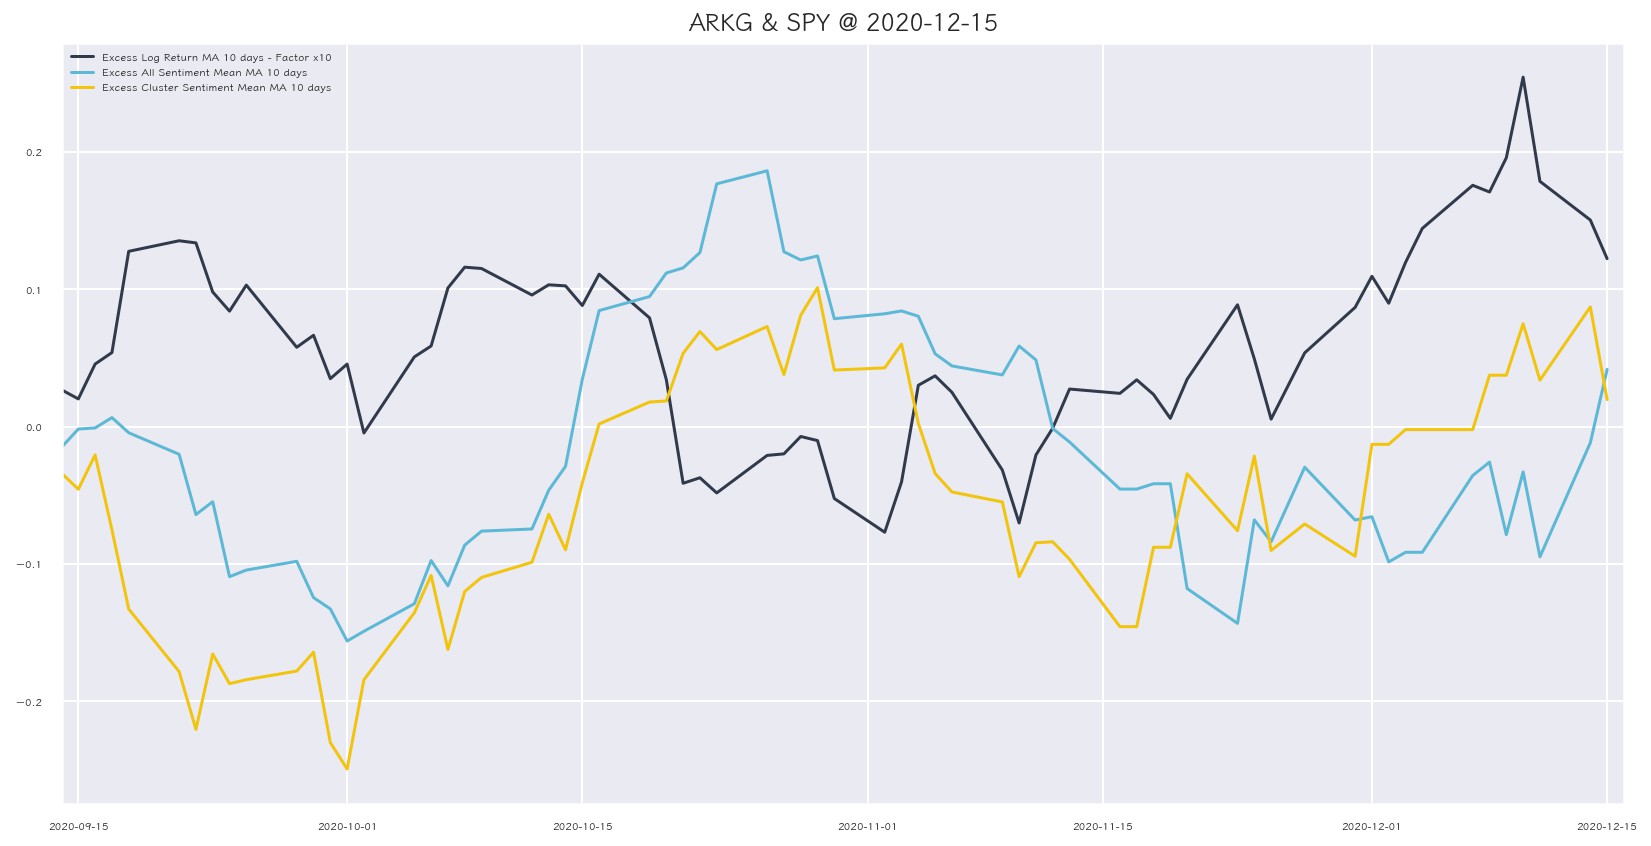 ARKG & SPY @ 2020-12-15
Excess Log Return MA 10 days - Factor x10
Excess All Sentiment Mean MA 10 days
Excess Cluster Sentiment Mean MA 10 days
0.2
0.1
0.0
−0.1
−0.2
2020-09-15 2020-10-01 2020-10-15 2020-11-01 2020-11-15 2020-12-01 2020-12-15